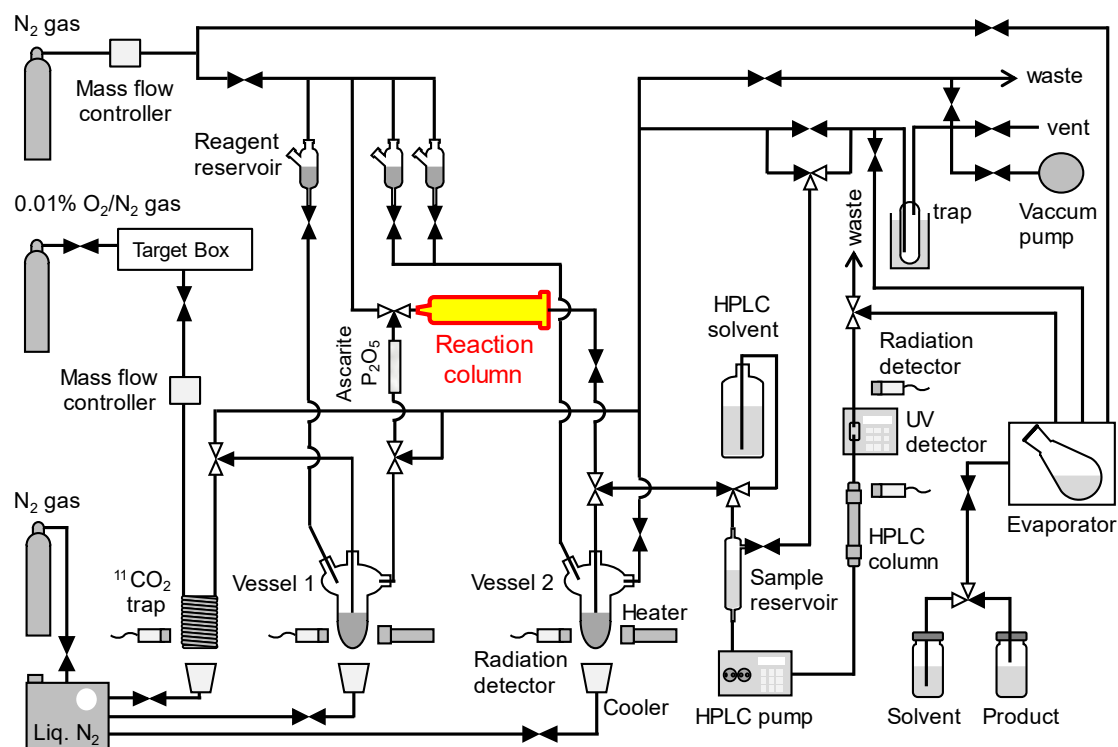 N₂ gas
Mass flow
controller
Reagent
reservoir
0.01% O₂/N₂ gas
Target Box
Mass flow
controller
Ascarite
P₂O₅
Reaction
column
HPLC
solvent
waste
vent
trap
Vaccum
pump
waste
Radiation
detector
UV
detector
HPLC
column
Evaporator
N₂ gas
¹¹CO₂
trap
Vessel 1
Vessel 2
Heater
Radiation
detector
Cooler
Sample
reservoir
HPLC pump
Solvent
Product
Liq. N₂